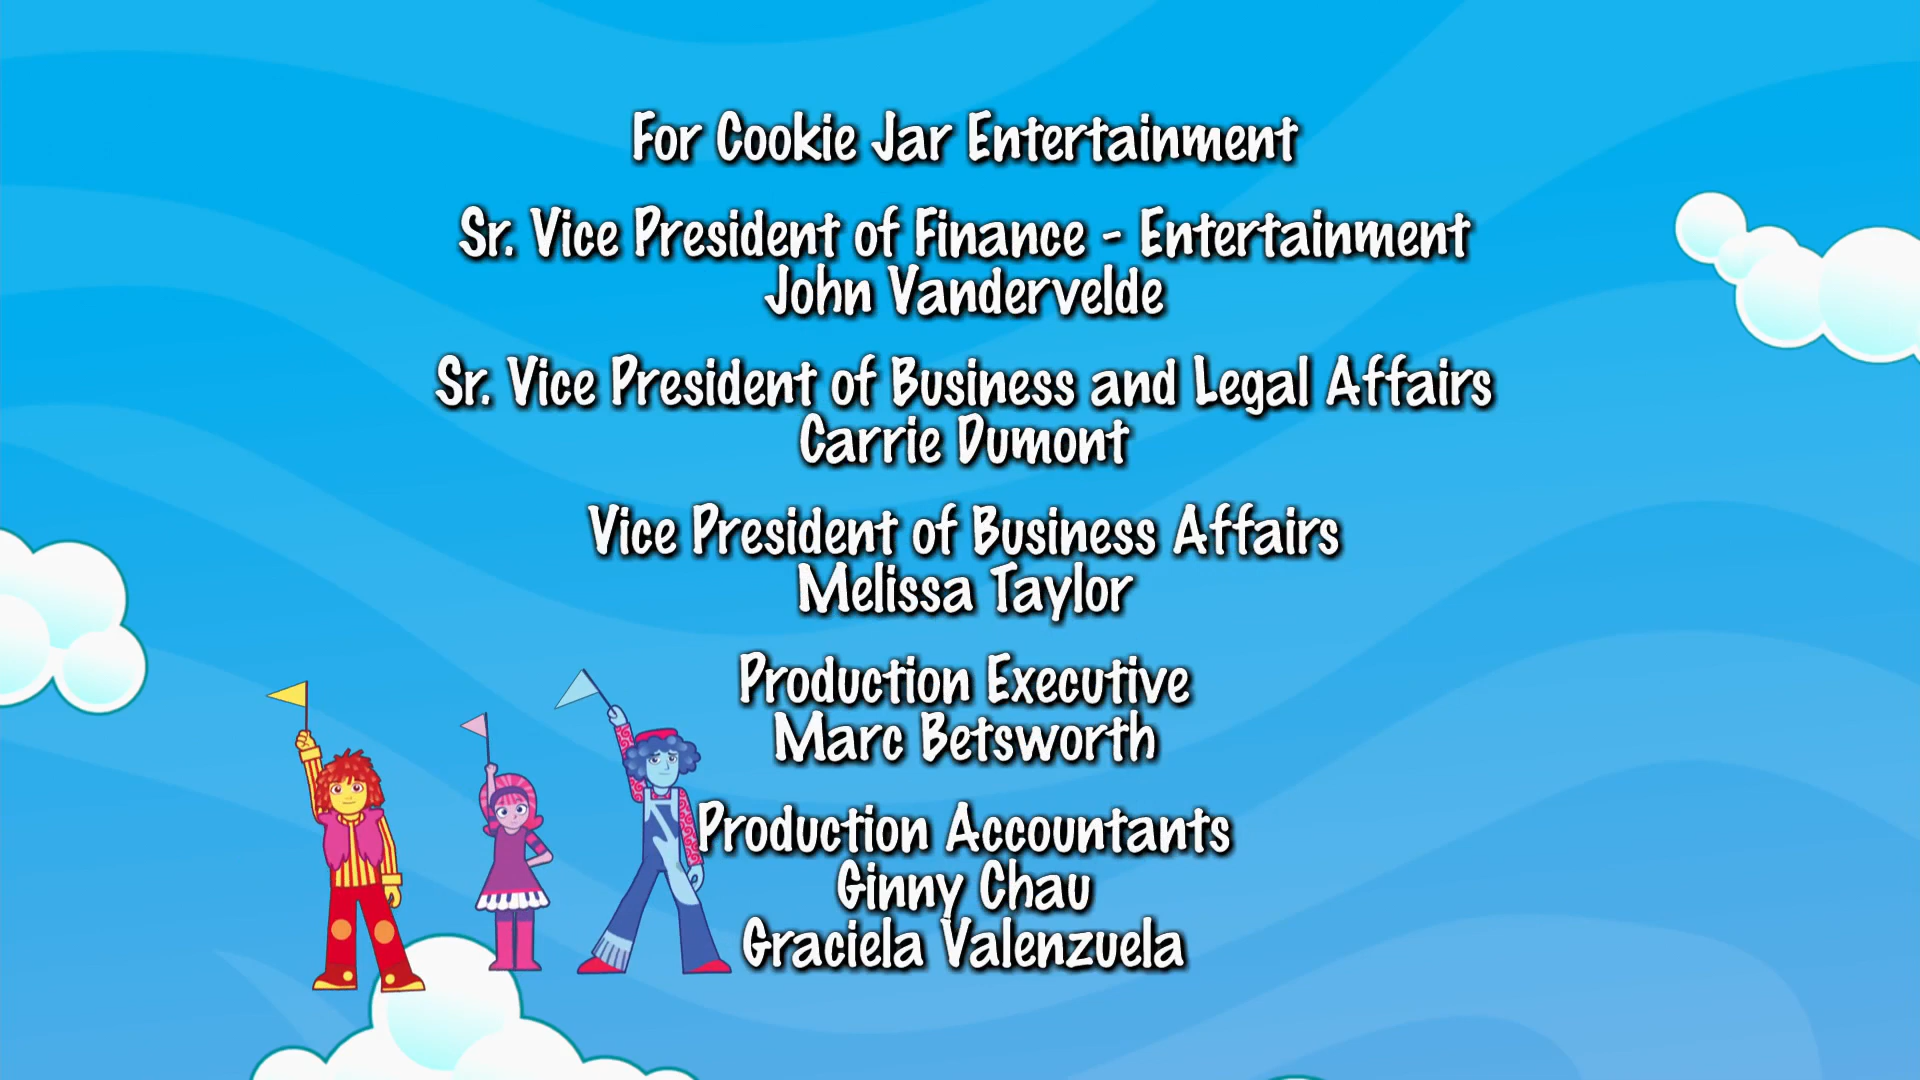 For Cookie Jar Entertainment
Sr. Vice President of Finance - Entertainment
John Vandervelde
Sr. Vice President of Business and Legal Affairs
Carrie Dumont
Vice President of Business Affairs
Melissa Taylor
Production Executive
Marc Betsworth
Production Accountants
Ginny Chau
Graciela Valenzuela